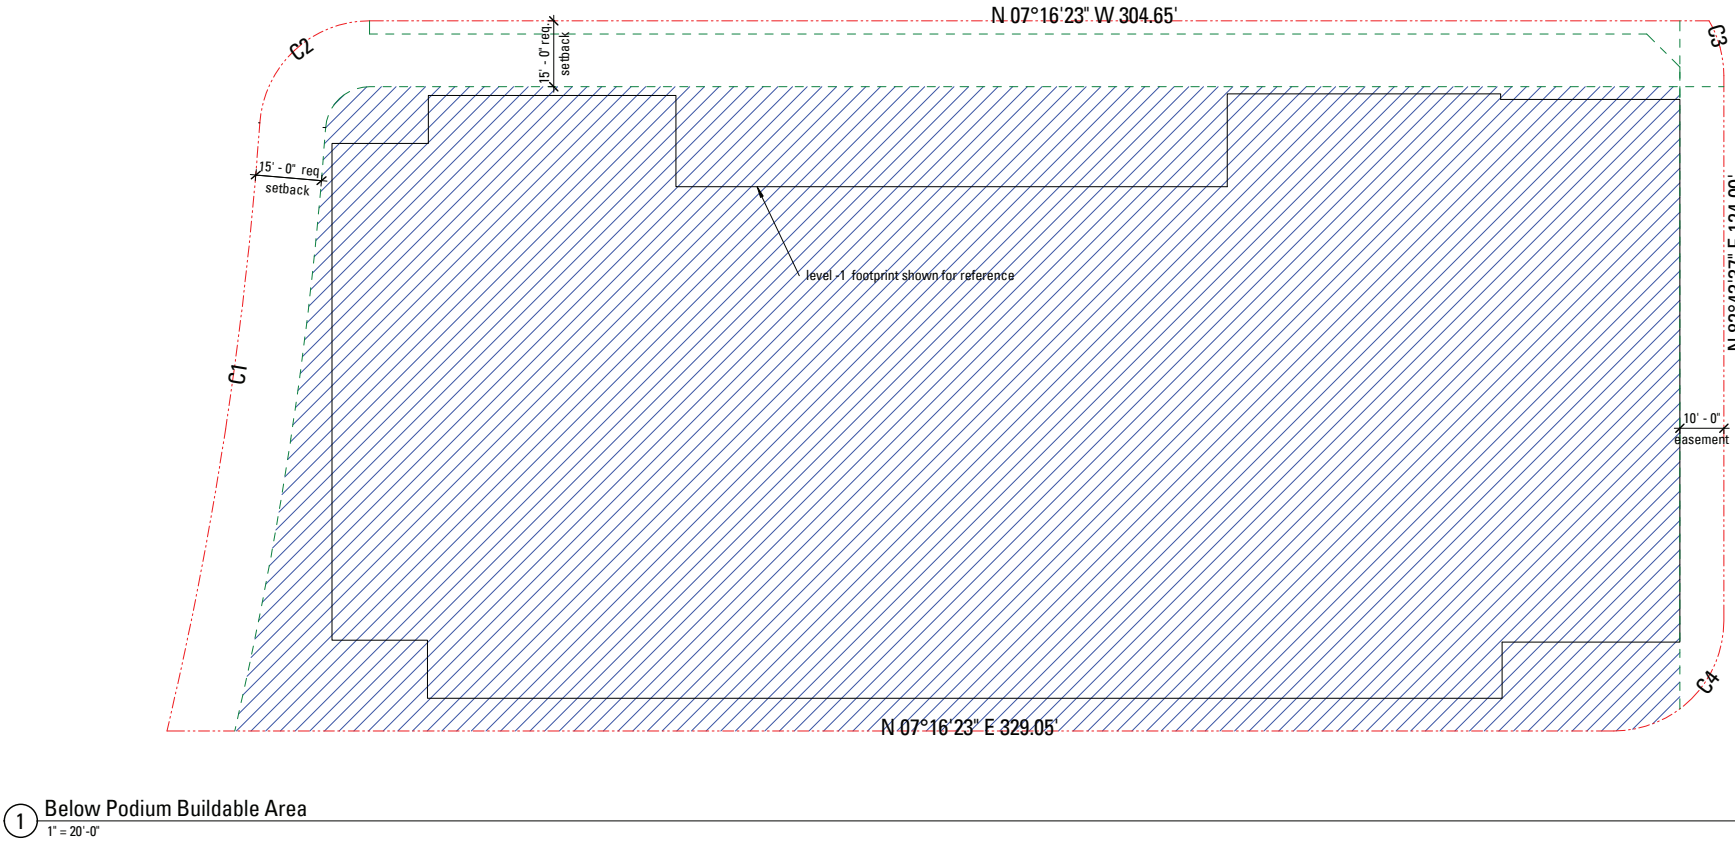 N 07°16'23" W 304.65'
C2
C3
15' - 0" req.
setback
15' - 0" req
setback
level -1 footprint shown for reference
C1
10' - 0"
easement
C4
N 07°16'23" E 329.05'
1
Below Podium Buildable Area
1" = 20'-0"